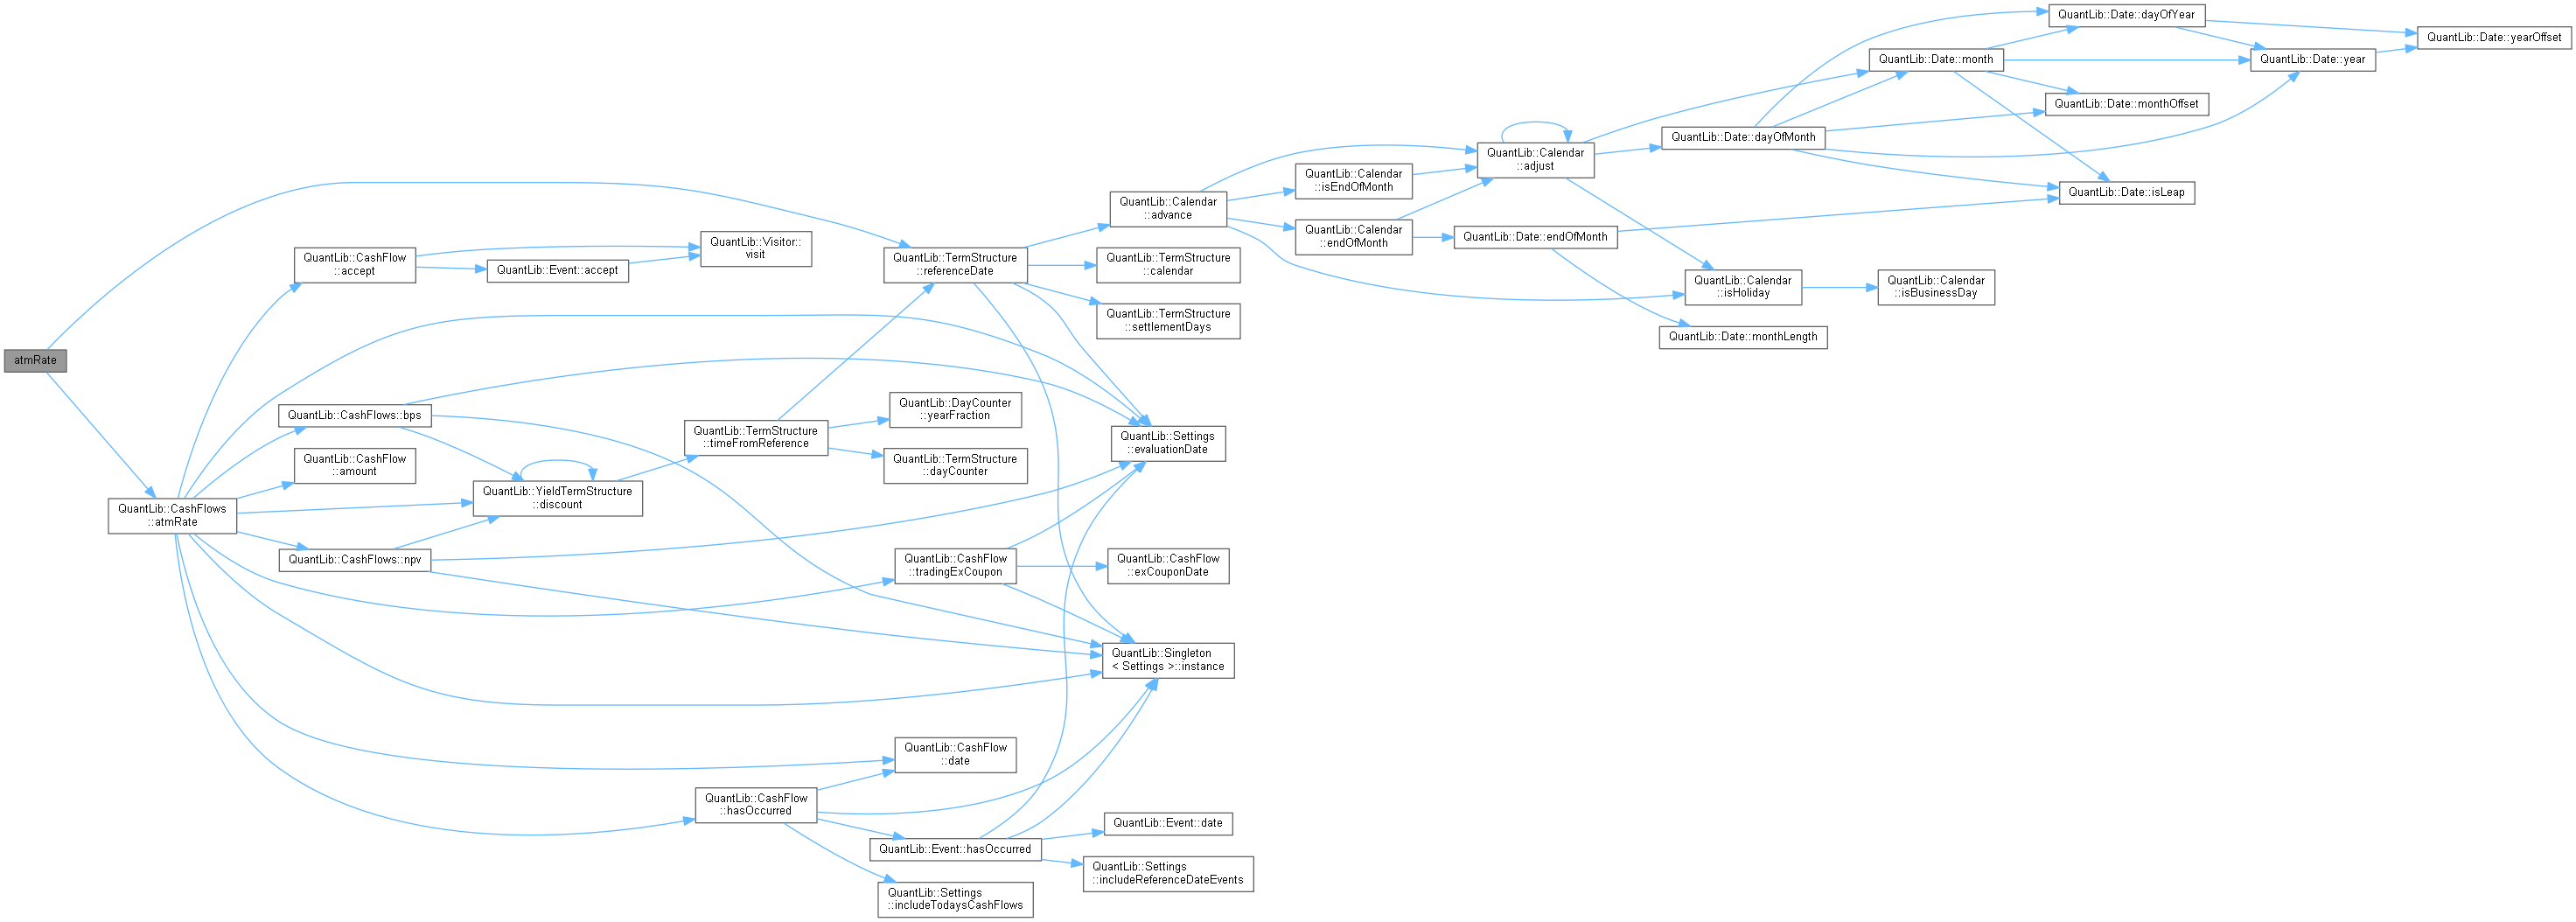 atmRate
QuantLib::CashFlows
::atmRate
QuantLib::CashFlow
::accept
QuantLib::Event::accept
QuantLib::Visitor::
visit
QuantLib::CashFlows::bps
QuantLib::CashFlow
::amount
QuantLib::YieldTermStructure
::discount
QuantLib::CashFlows::npv
QuantLib::TermStructure
::timeFromReference
QuantLib::TermStructure
::referenceDate
QuantLib::DayCounter
::yearFraction
QuantLib::TermStructure
::dayCounter
QuantLib::CashFlow
::tradingExCoupon
QuantLib::CashFlow
::date
QuantLib::CashFlow
::hasOccurred
QuantLib::Event::hasOccurred
QuantLib::Settings
::includeTodaysCashFlows
QuantLib::Calendar
::advance
QuantLib::TermStructure
::calendar
QuantLib::TermStructure
::settlementDays
QuantLib::Settings
::evaluationDate
QuantLib::CashFlow
::exCouponDate
QuantLib::Singleton
< Settings >::instance
QuantLib::Event::date
QuantLib::Settings
::includeReferenceDateEvents
QuantLib::Calendar
::isEndOfMonth
QuantLib::Calendar
::endOfMonth
QuantLib::Calendar
::adjust
QuantLib::Date::endOfMonth
QuantLib::Date::dayOfMonth
QuantLib::Calendar
::isHoliday
QuantLib::Date::monthLength
QuantLib::Calendar
::isBusinessDay
QuantLib::Date::month
QuantLib::Date::dayOfYear
QuantLib::Date::monthOffset
QuantLib::Date::isLeap
QuantLib::Date::year
QuantLib::Date::yearOffset